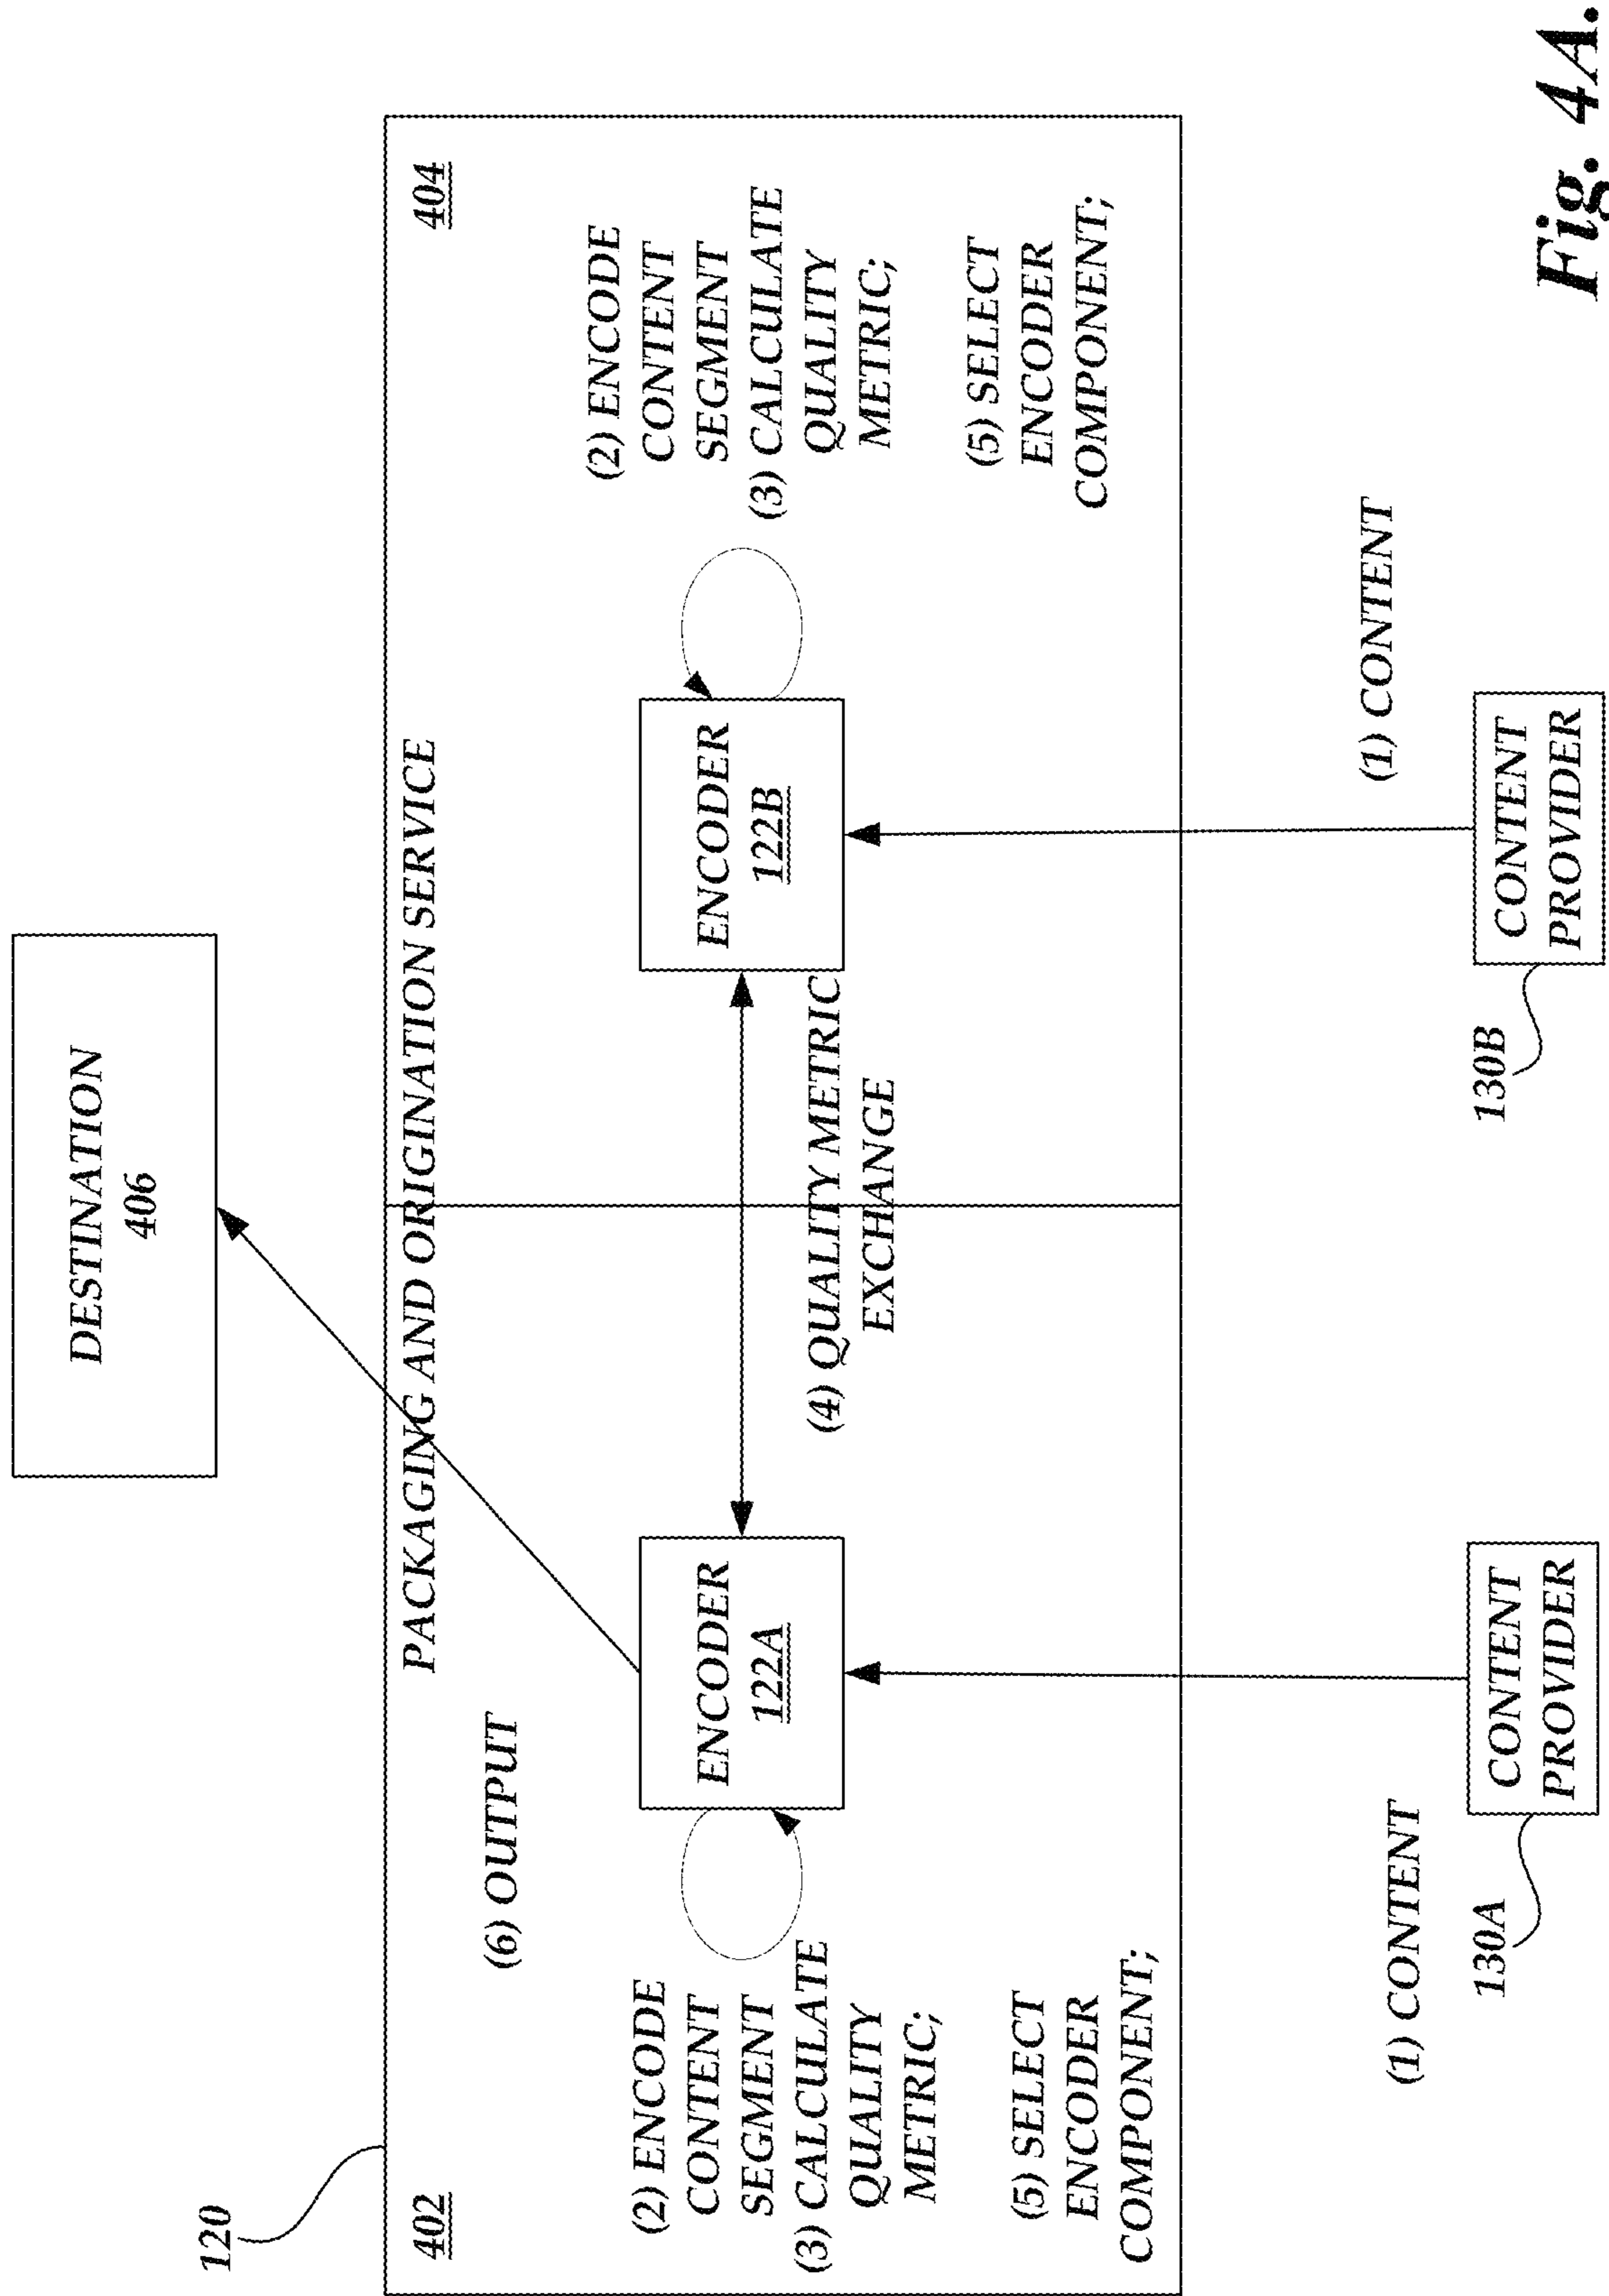 DESTINATION
406
120
PACKAGING AND ORIGINATION SERVICE
402
404
(6) OUTPUT
(2) ENCODE
CONTENT
SEGMENT
(3) CALCULATE
QUALITY
METRIC;
(5) SELECT
ENCODER
COMPONENT;
ENCODER
122A
(4) QUALITY METRIC
EXCHANGE
ENCODER
122B
(2) ENCODE
CONTENT
SEGMENT
(3) CALCULATE
QUALITY
METRIC;
(5) SELECT
ENCODER
COMPONENT;
(1) CONTENT
(1) CONTENT
130A
CONTENT
PROVIDER
130B
CONTENT
PROVIDER
Fig. 4A.